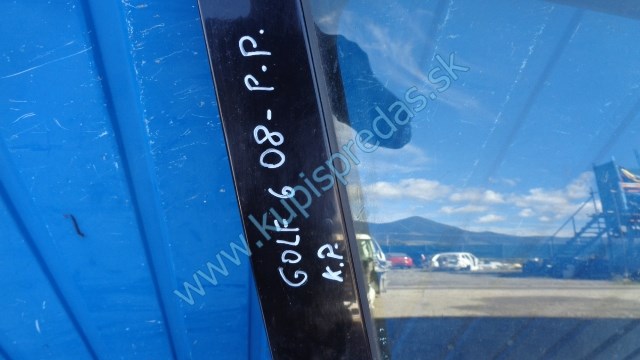 GOLF 6 08- P.P.
K.P.
www.kupispredas.sk